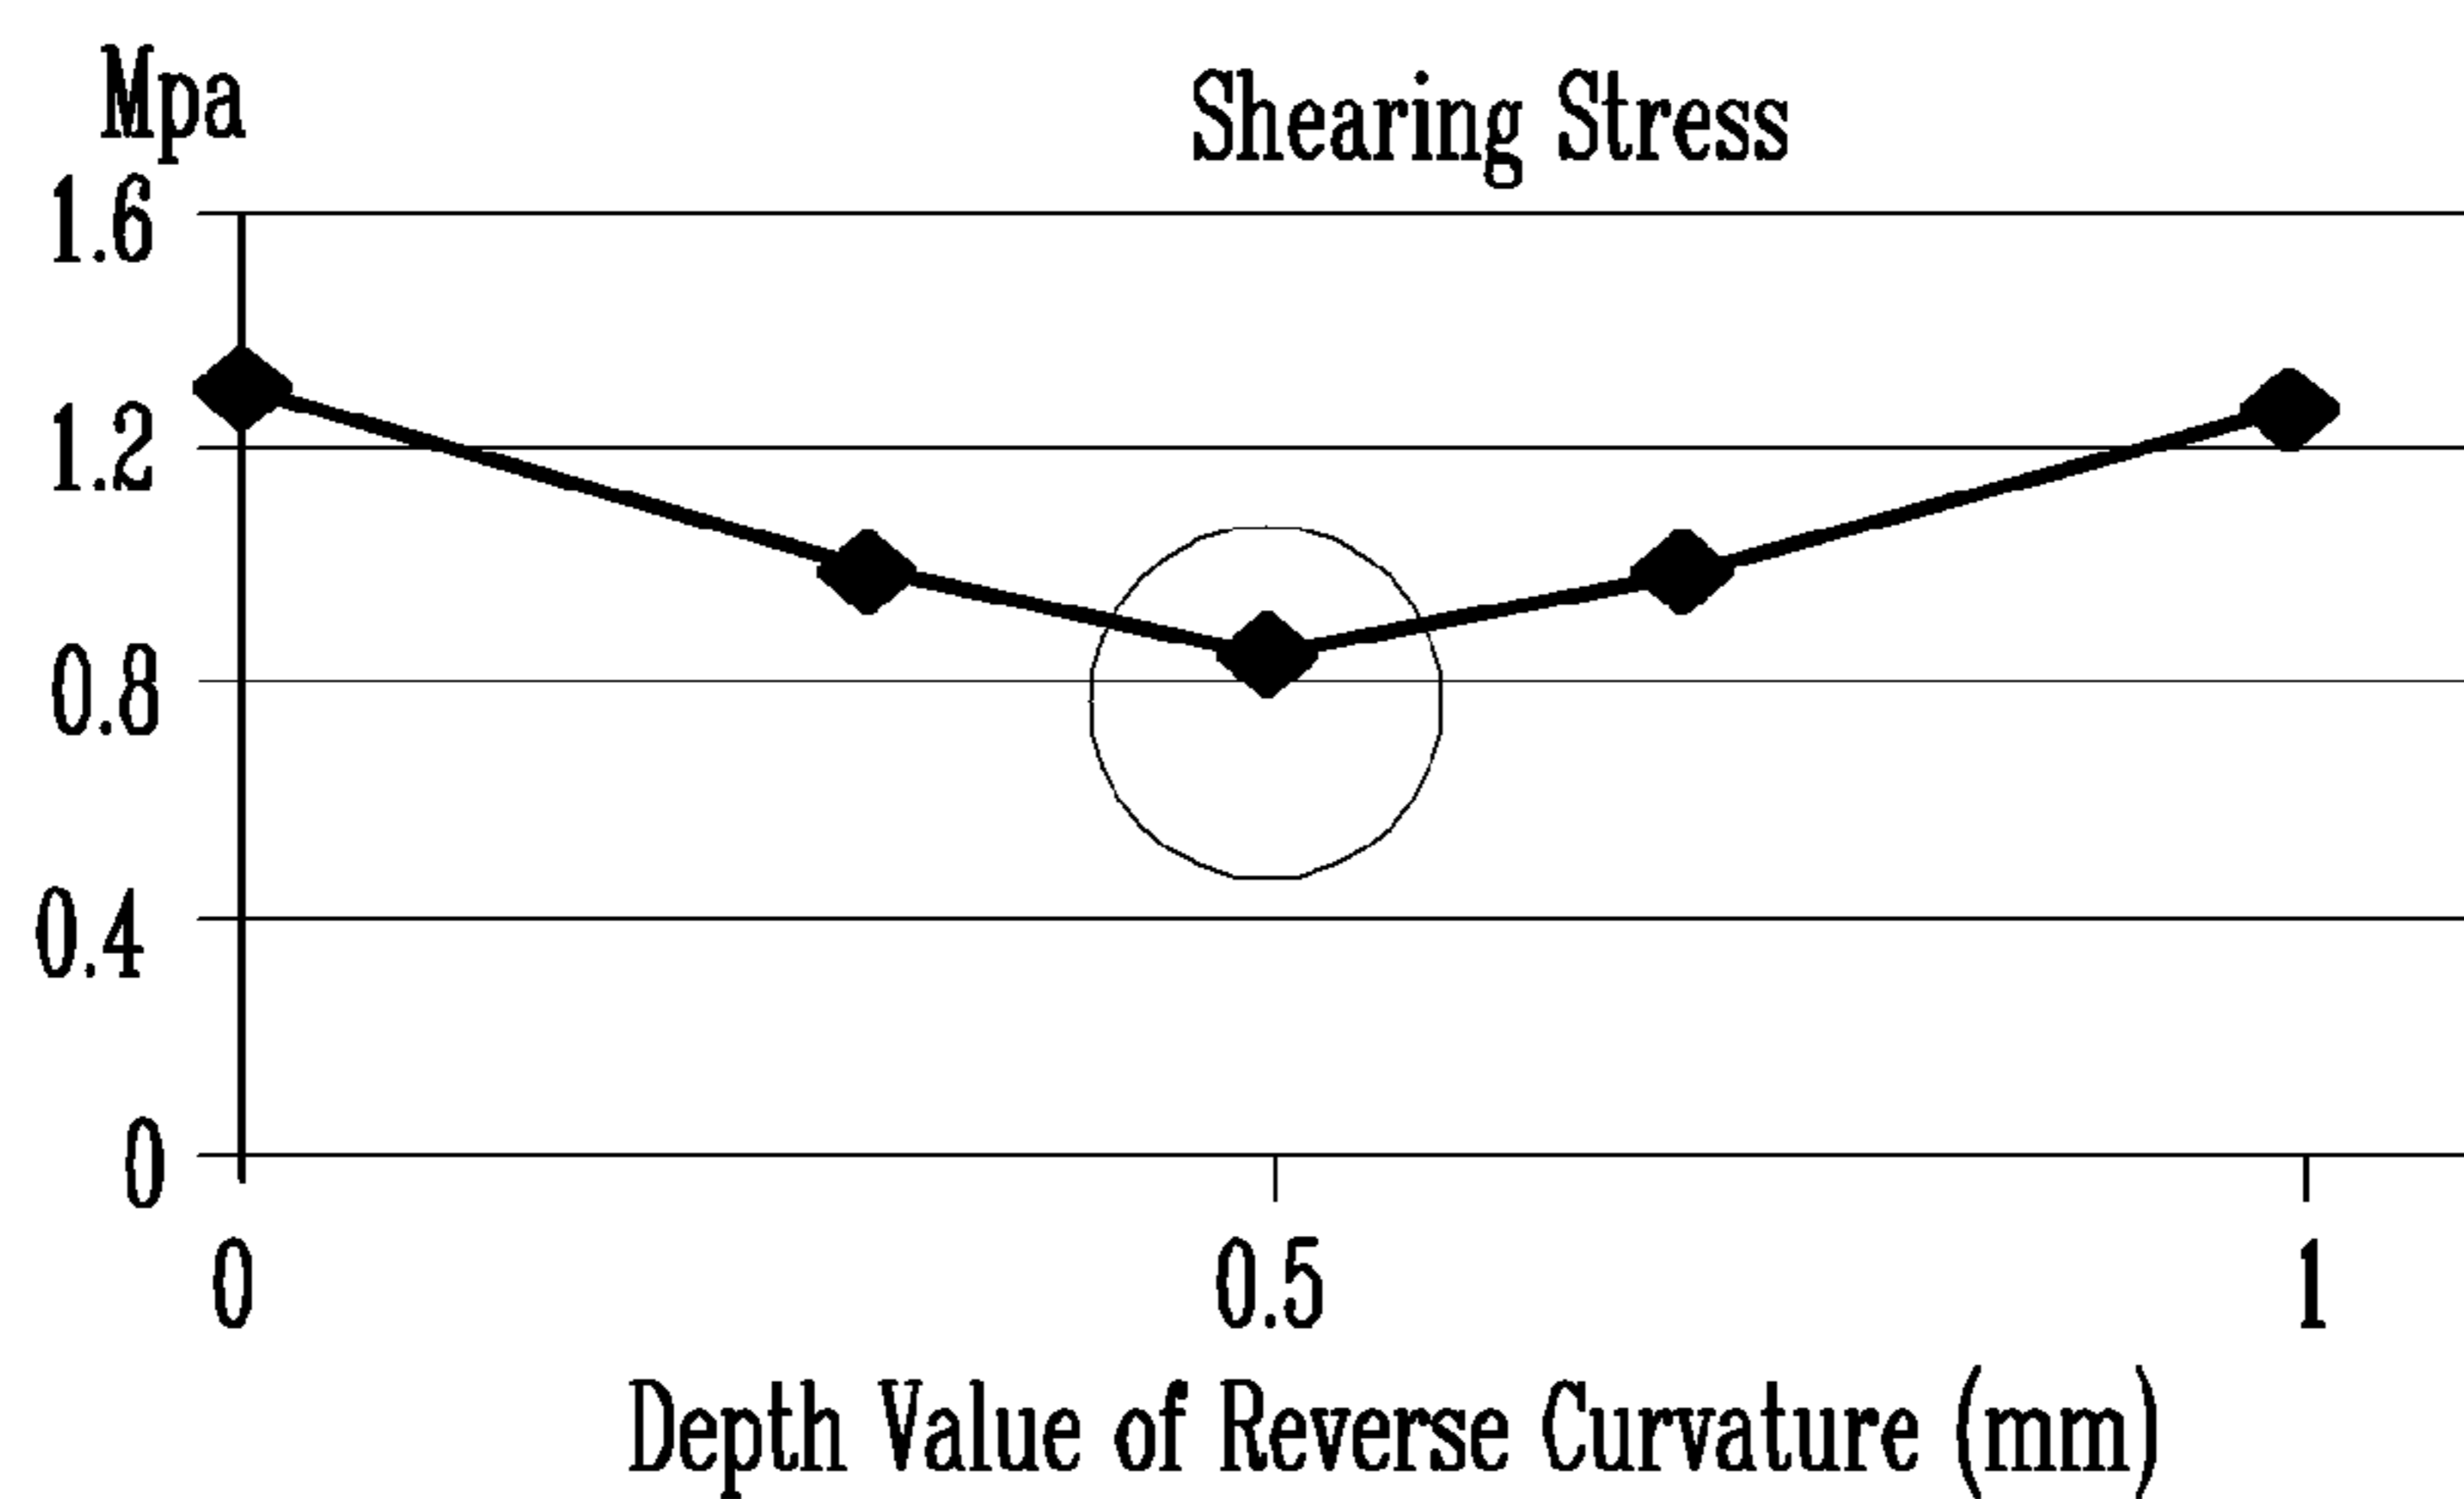 Mpa
Shearing Stress
1.6
1.2
0.8
0.4
0
0 0.5 1
Depth Value of Reverse Curvature (mm)